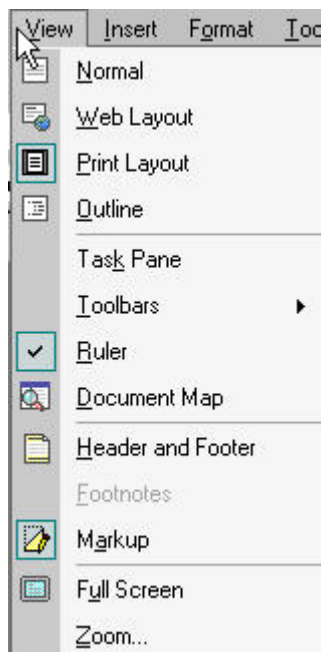 View Insert Format Too
Normal
Web Layout
Print Layout
Outline
Task Pane
Toolbars
Ruler
Document Map
Header and Footer
Footnotes
Markup
Full Screen
Zoom...